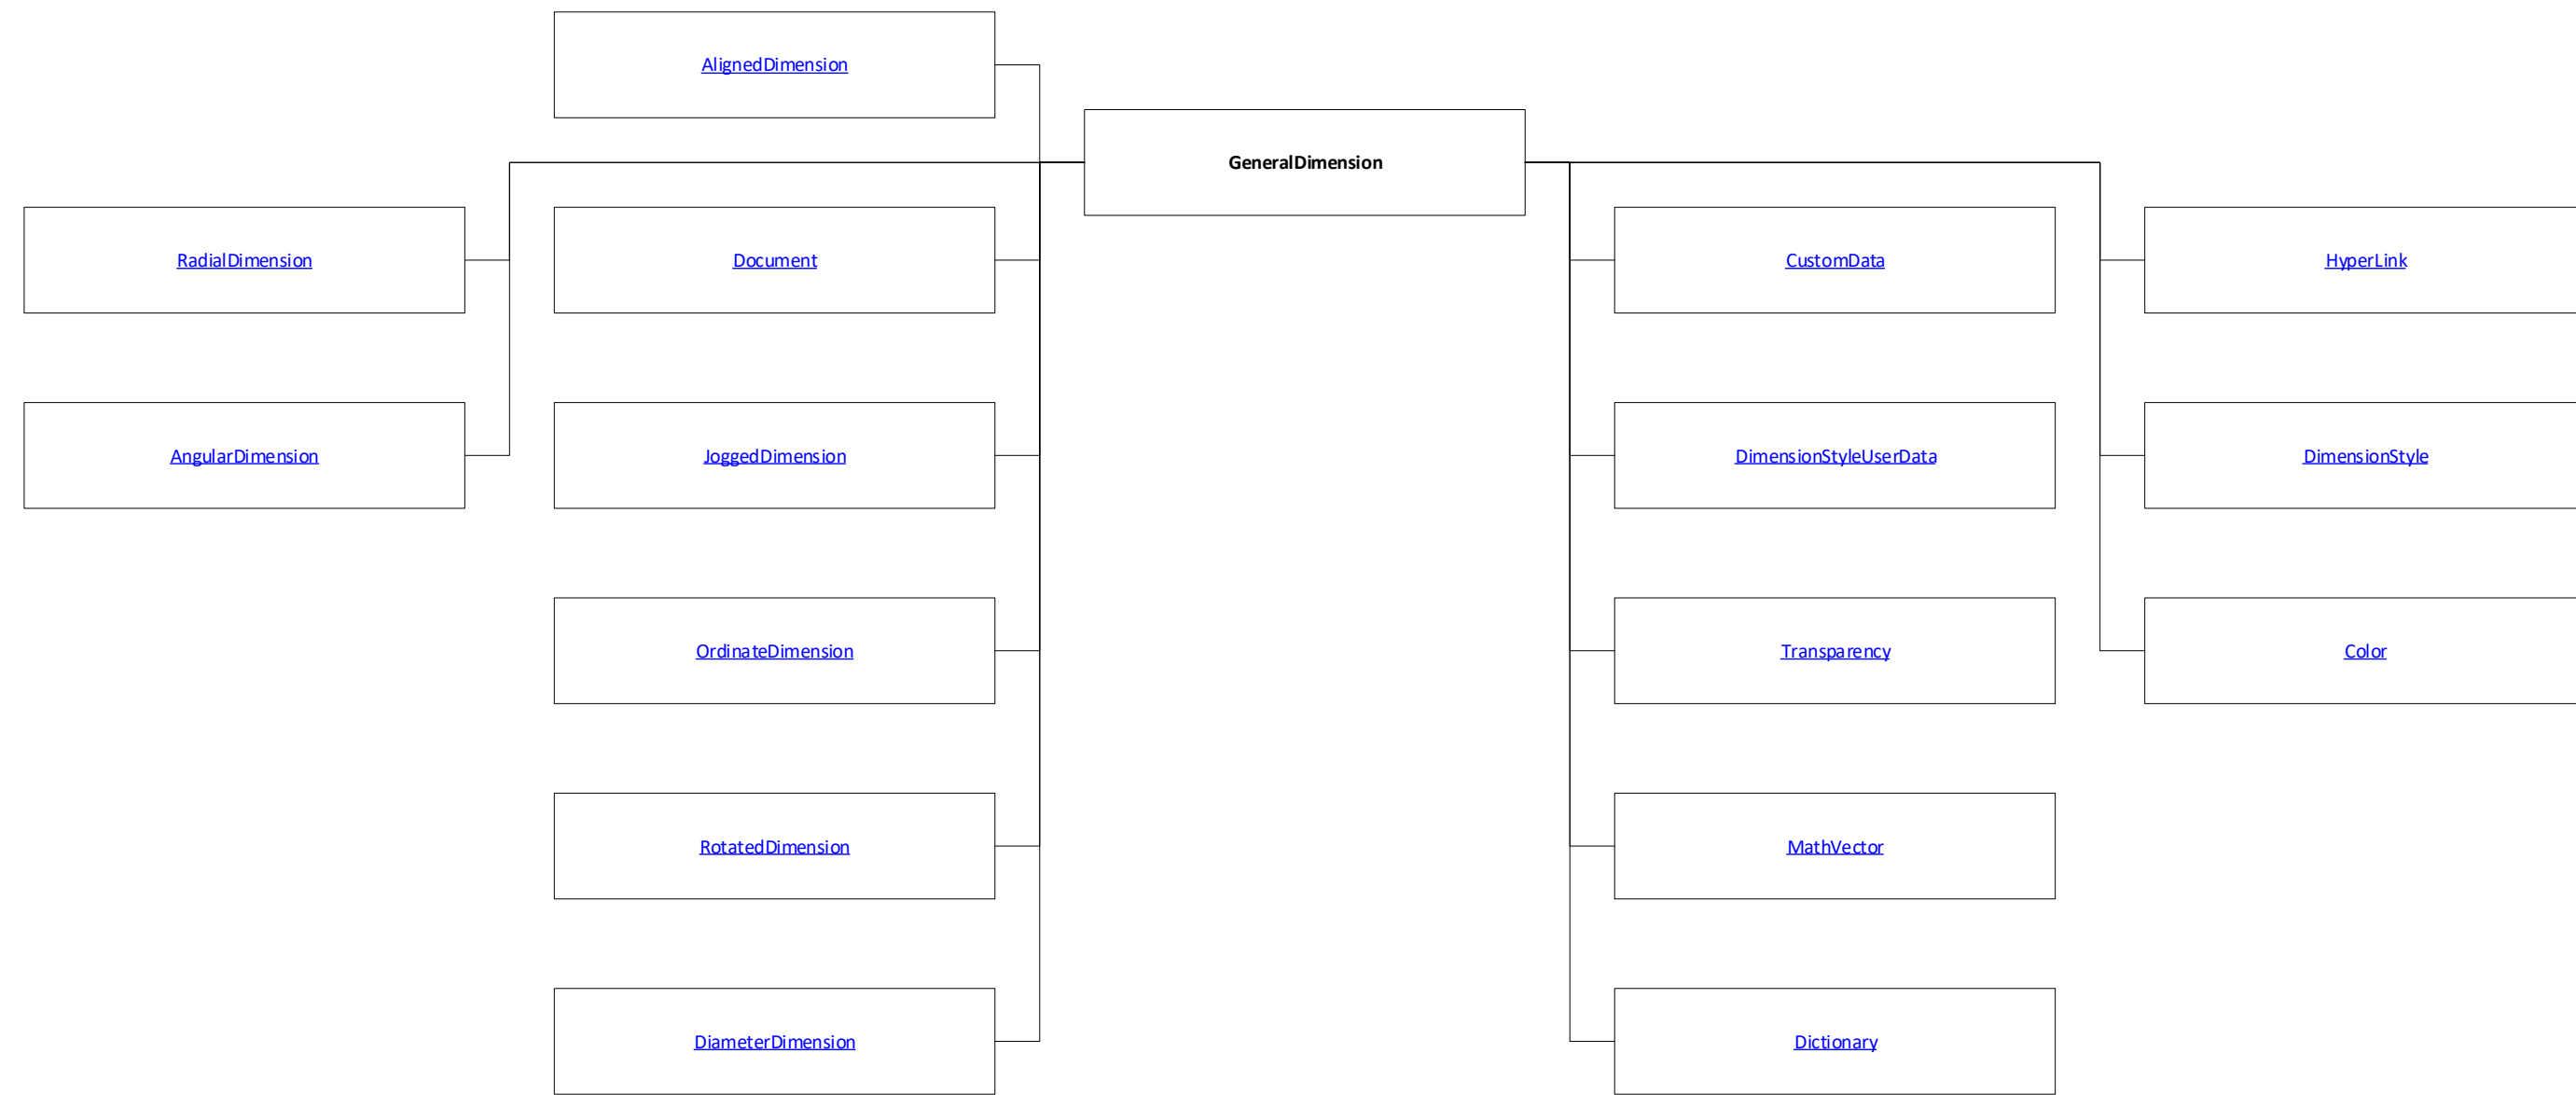 AlignedDimension
GeneralDimension
RadialDimension
Document
CustomData
HyperLink
AngularDimension
JoggedDimension
DimensionStyleUserData
DimensionStyle
OrdinateDimension
Transparency
Color
RotatedDimension
MathVector
DiameterDimension
Dictionary